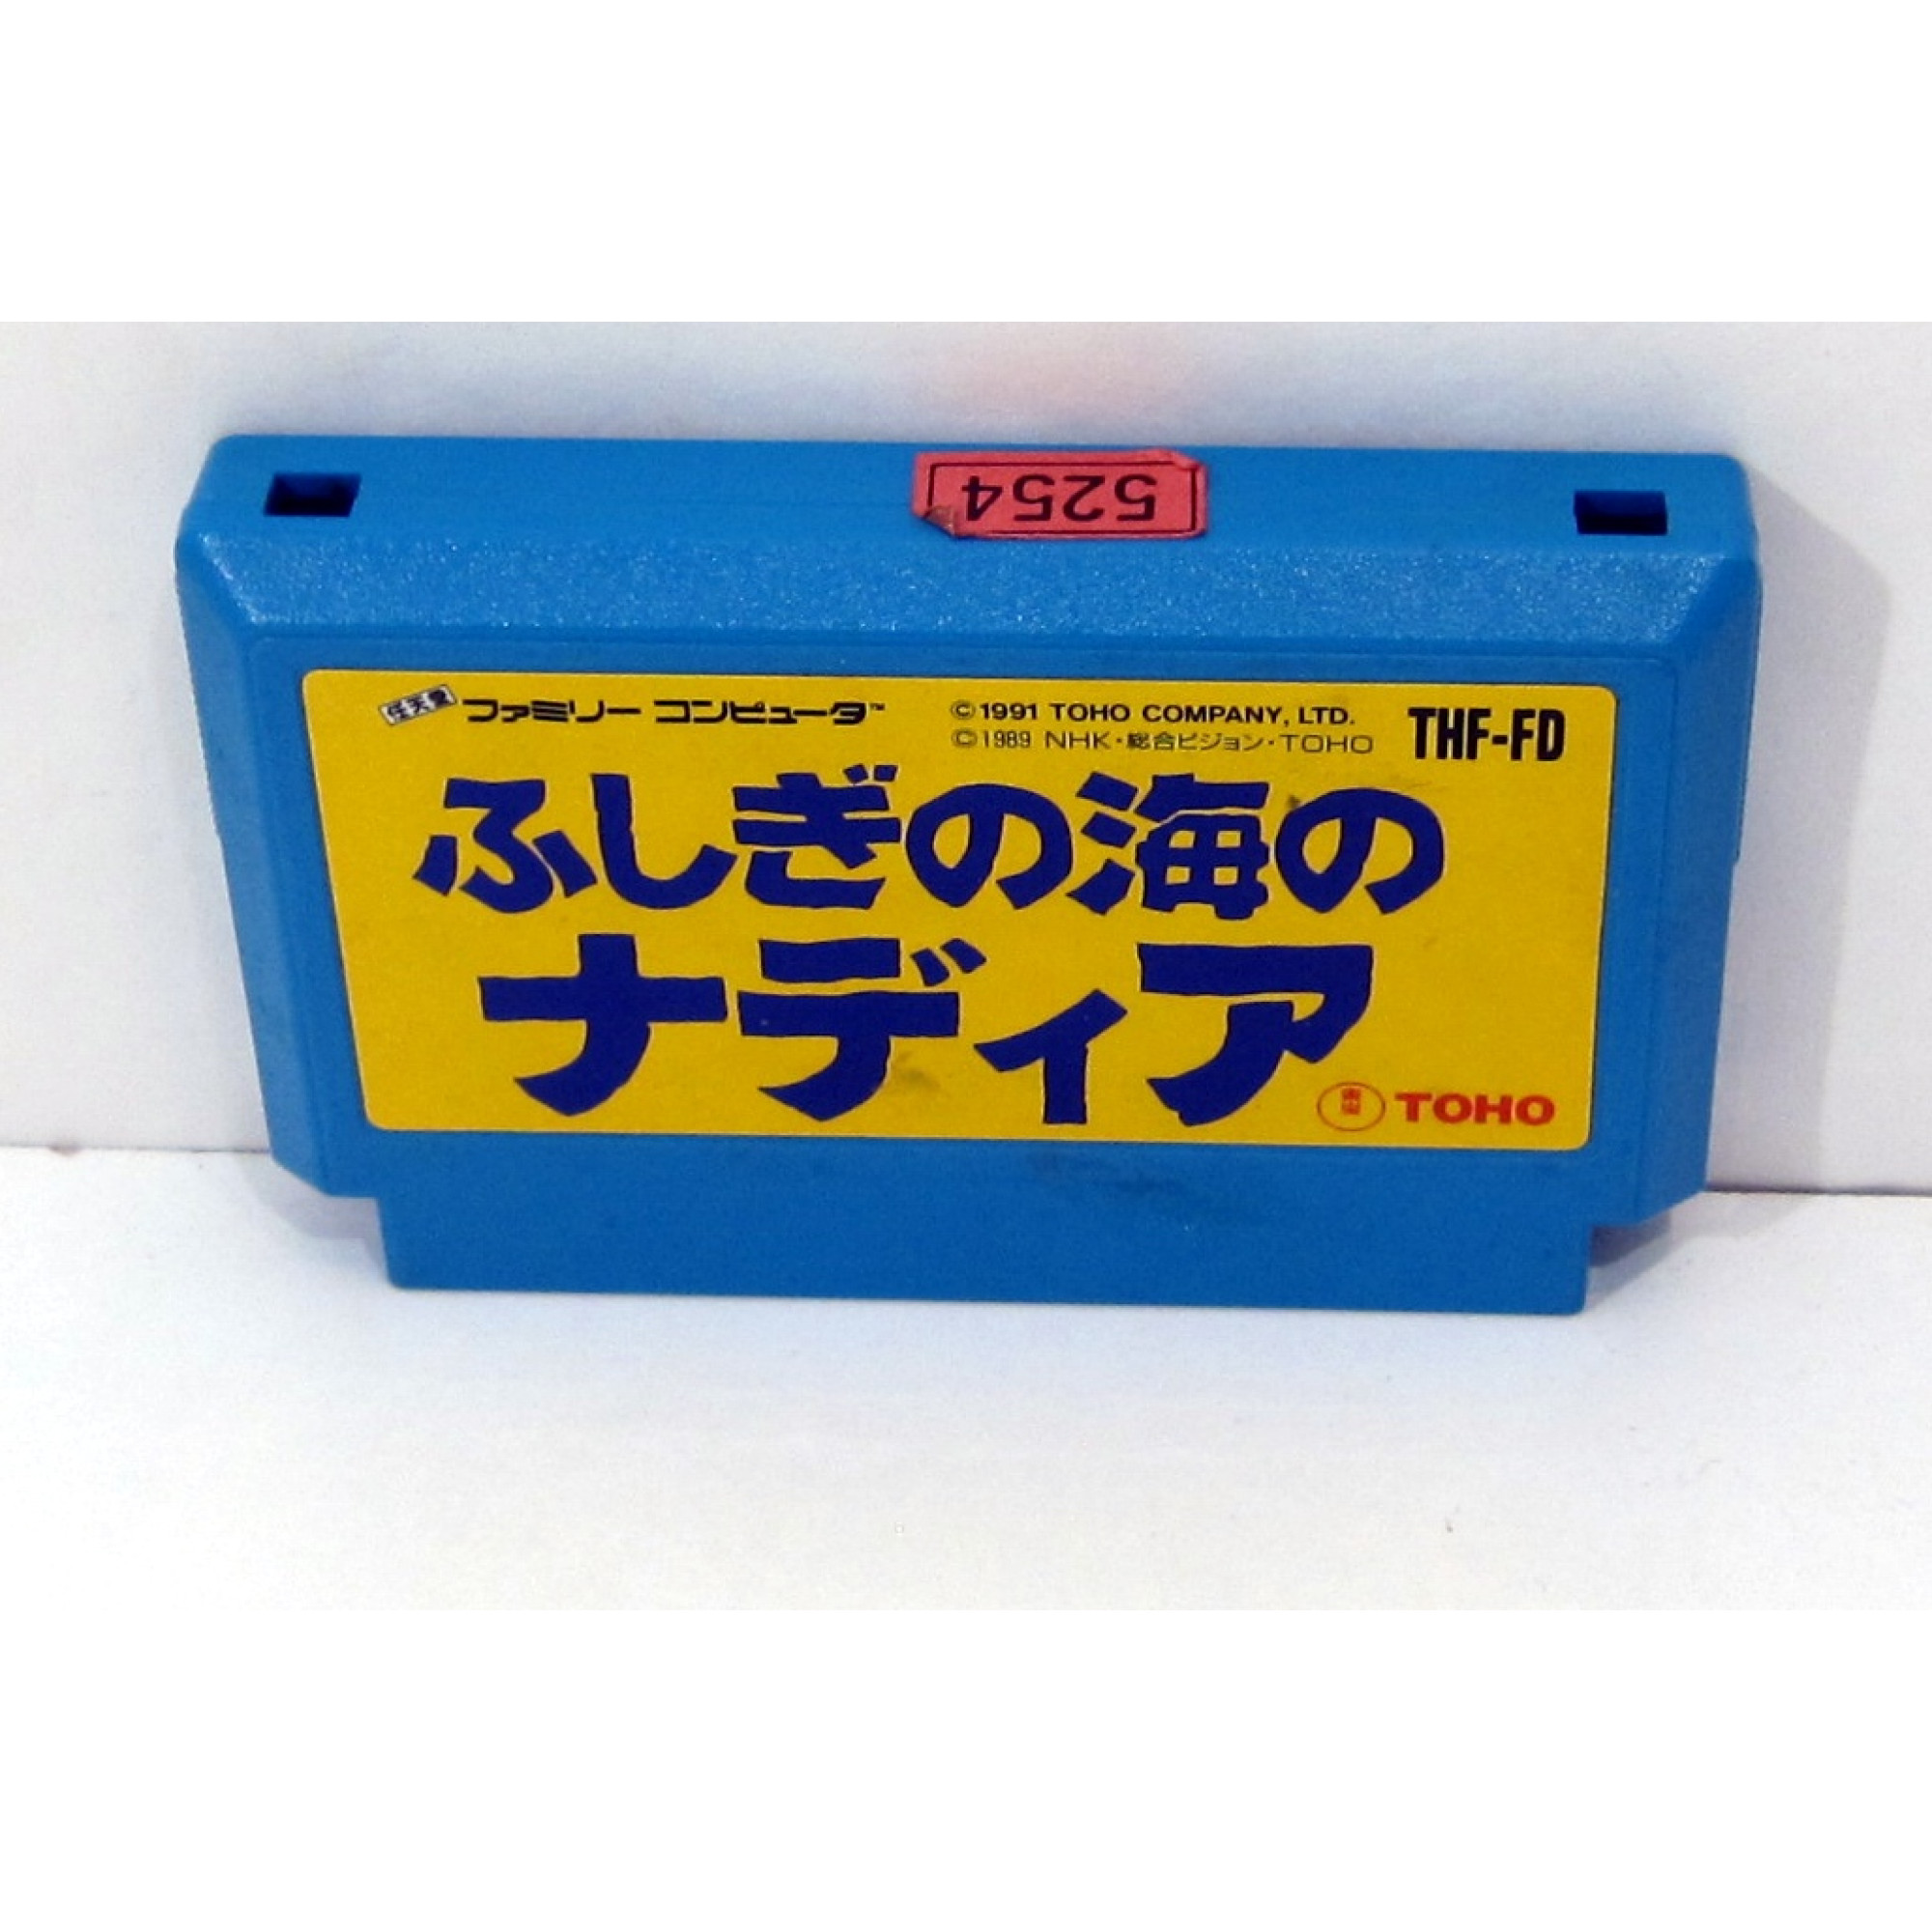 5254
任天堂 ファミリー コンピュータ™
©1991 TOHO COMPANY, LTD.
©1989 NHK・総合ビジョン・TOHO
THF-FD
ふしぎの海の
ナディア
東宝 TOHO